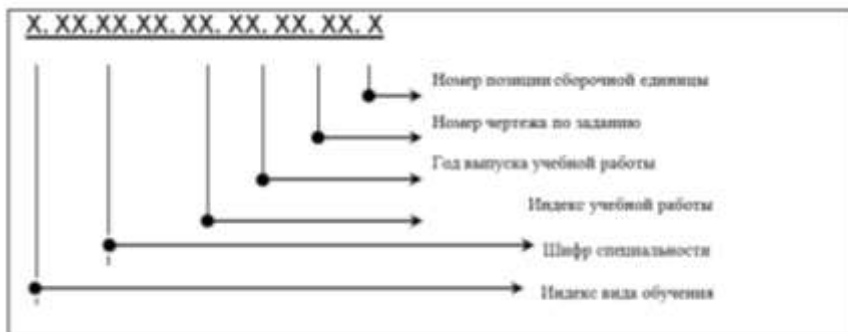 X. XX.XX.XX. XX. XX. XX. XX. X
Номер позиции сборочной единицы
Номер чертежа по заданию
Год выпуска учебной работы
Индекс учебной работы
Шифр специальности
Индекс вида обучения